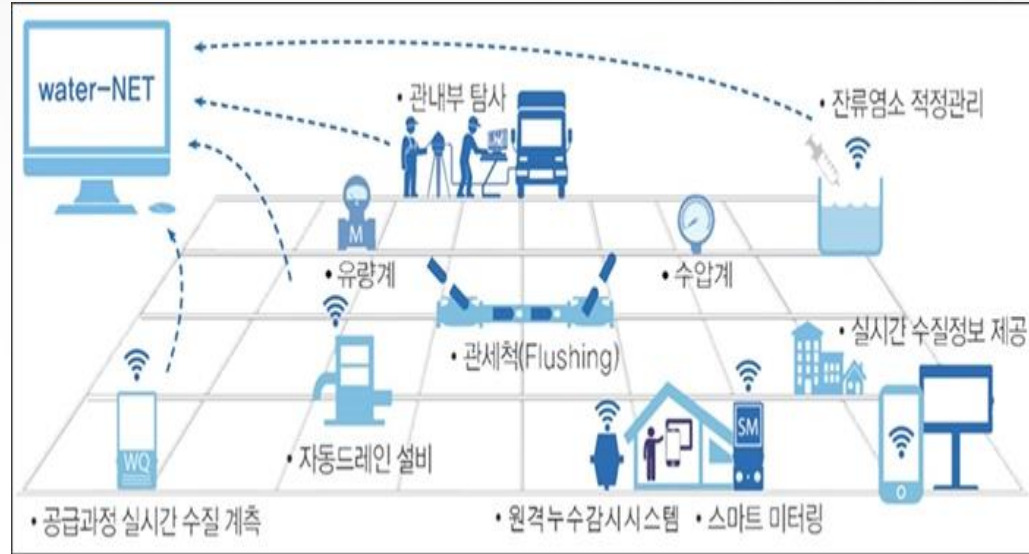 water-NET
• 관내부 탐사
• 잔류염소 적정관리
M
• 유량계
• 수압계
• 관세척(Flushing)
• 실시간 수질정보 제공
WQ
• 자동드레인 설비
SM
• 공급과정 실시간 수질 계측
• 원격누수감시시스템
• 스마트 미터링